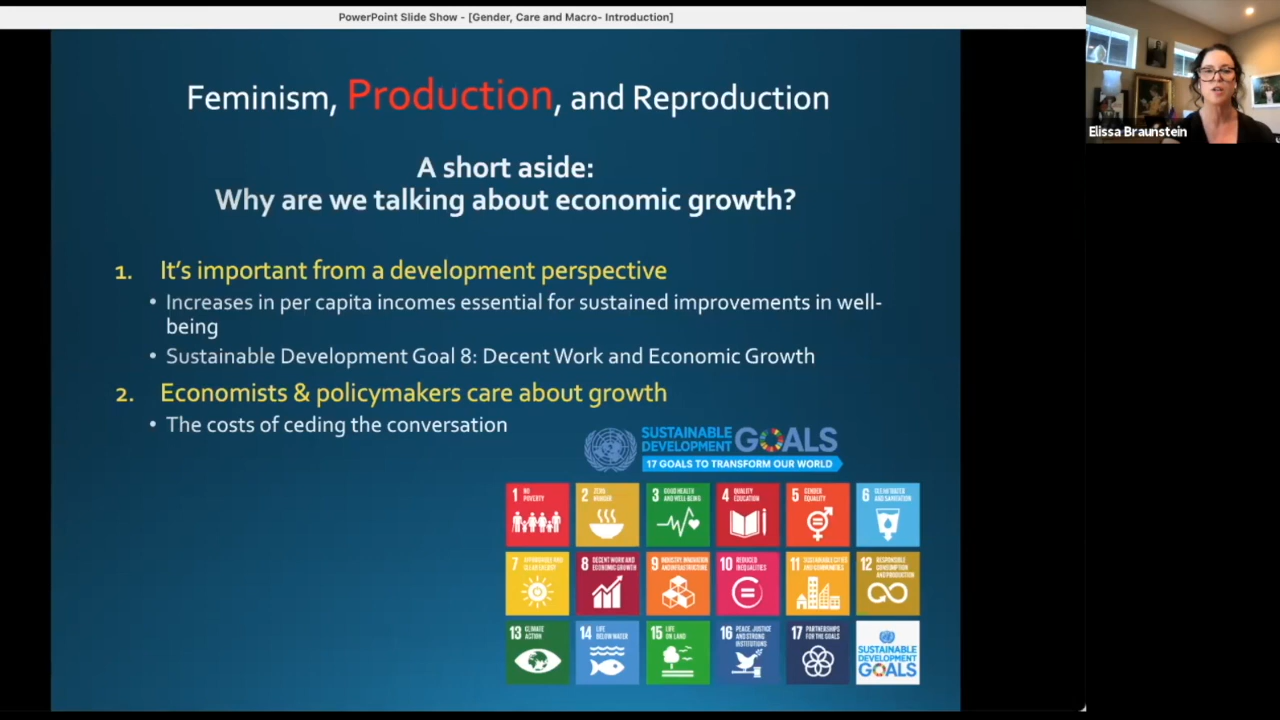 PowerPoint Slide Show - [Gender, Care and Macro- Introduction]
Feminism, Production, and Reproduction
A short aside:
Why are we talking about economic growth?
1. It's important from a development perspective
• Increases in per capita incomes essential for sustained improvements in well-
being
• Sustainable Development Goal 8: Decent Work and Economic Growth
2. Economists & policymakers care about growth
• The costs of ceding the conversation
SUSTAINABLE
DEVELOPMENT GOALS
17 GOALS TO TRANSFORM OUR WORLD
1 NO
POVERTY
2 ZERO
HUNGER
3 GOOD HEALTH
AND WELL-BEING
4 QUALITY
EDUCATION
5 GENDER
EQUALITY
6 CLEAN WATER
AND SANITATION
7 AFFORDABLE AND
CLEAN ENERGY
8 DECENT WORK AND
ECONOMIC GROWTH
9 INDUSTRY, INNOVATION
AND INFRASTRUCTURE
10 REDUCED
INEQUALITIES
11 SUSTAINABLE CITIES
AND COMMUNITIES
12 RESPONSIBLE
CONSUMPTION
AND PRODUCTION
13 CLIMATE
ACTION
14 LIFE
BELOW WATER
15 LIFE
ON LAND
16 PEACE, JUSTICE
AND STRONG
INSTITUTIONS
17 PARTNERSHIPS
FOR THE GOALS
SUSTAINABLE
DEVELOPMENT
GOALS
Elissa Braunstein